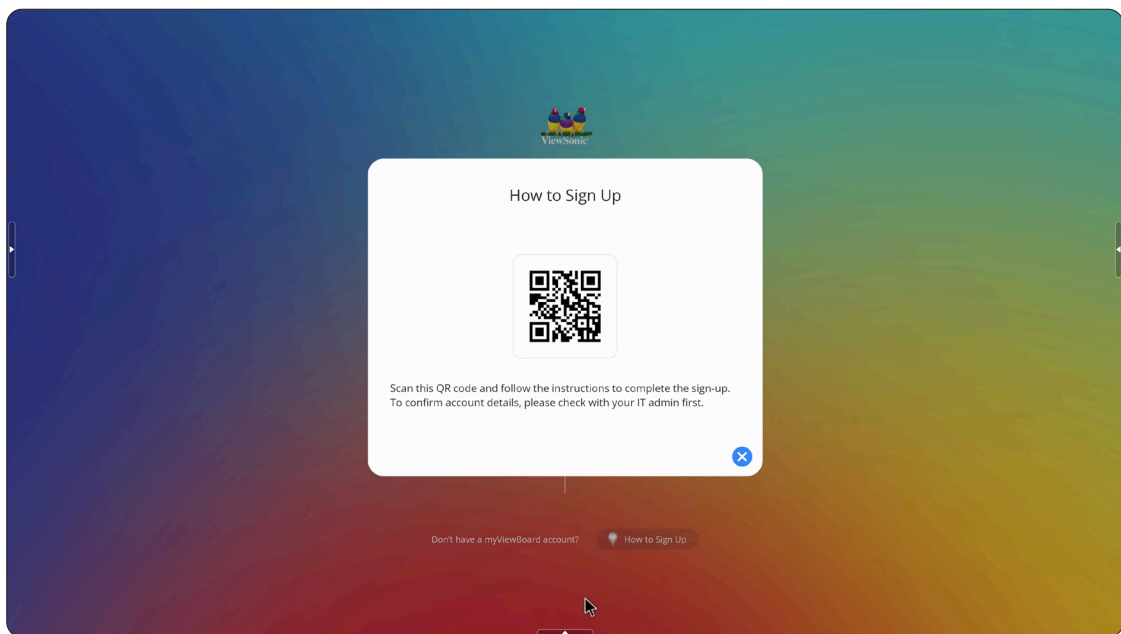 ViewSonic
How to Sign Up
Scan this QR code and follow the instructions to complete the sign-up.
To confirm account details, please check with your IT admin first.
Don't have a myViewBoard account?
How to Sign Up